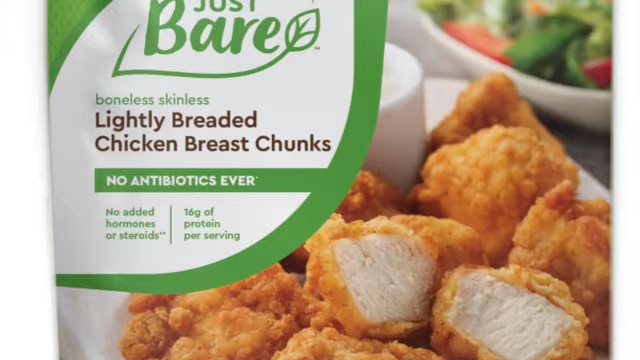 JUST
Bare™
boneless skinless
Lightly Breaded
Chicken Breast Chunks
NO ANTIBIOTICS EVER*
No added
hormones
or steroids**
16g of
protein
per serving